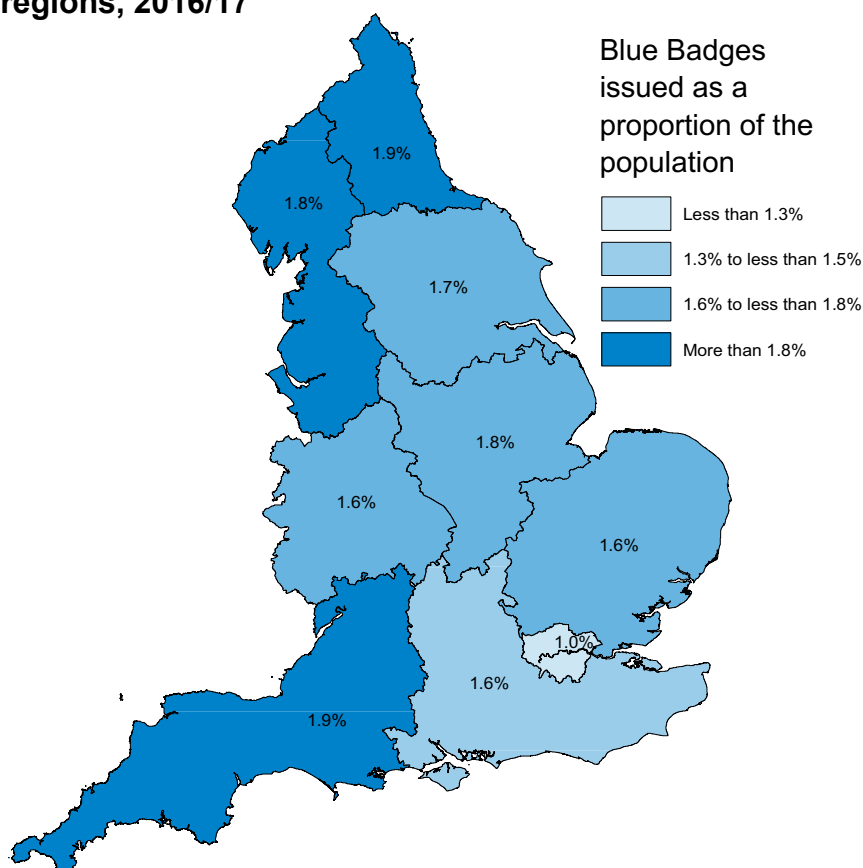 regions, 2016/17
Blue Badges
issued as a
proportion of the
population
Less than 1.3%
1.3% to less than 1.5%
1.6% to less than 1.8%
More than 1.8%
1.9%
1.8%
1.7%
1.8%
1.6%
1.6%
1.0%
1.6%
1.9%